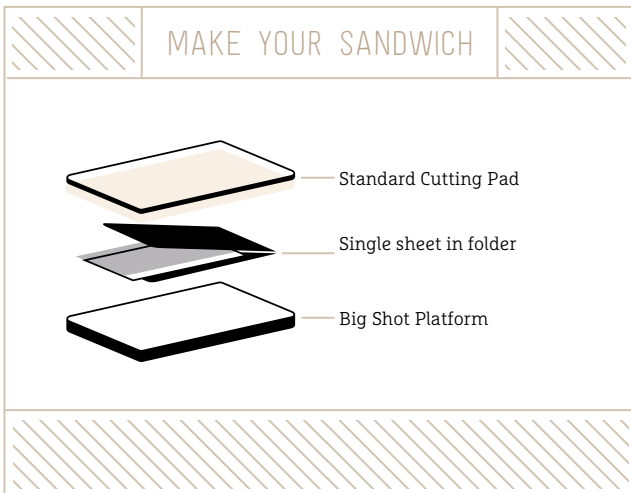 MAKE YOUR SANDWICH
Standard Cutting Pad
Single sheet in folder
Big Shot Platform